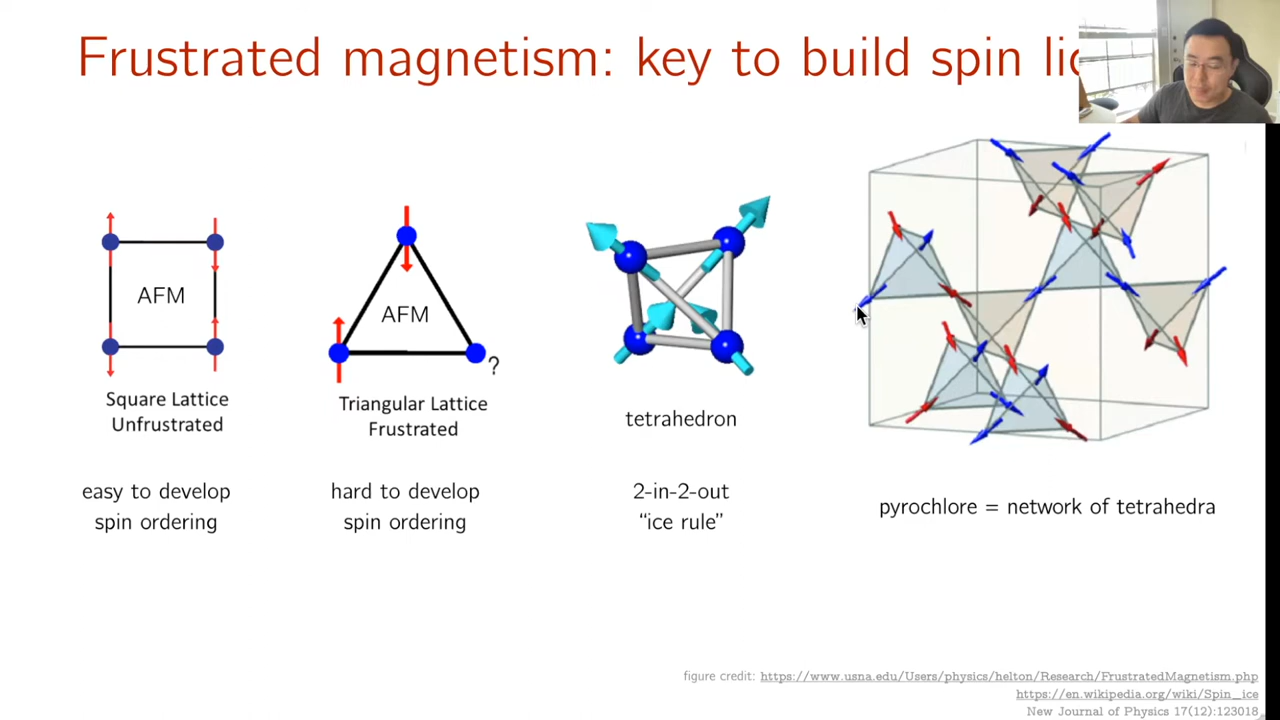 Frustrated magnetism: key to build spin
AFM
AFM
?
Square Lattice
Unfrustrated
Triangular Lattice
Frustrated
tetrahedron
easy to develop
spin ordering
hard to develop
spin ordering
2-in-2-out
“ice rule”
pyrochlore = network of tetrahedra
figure credit: https://www.usna.edu/Users/physics/helton/Research/FrustratedMagnetism.php
https://en.wikipedia.org/wiki/Spin_ice
New Journal of Physics 17(12):123018